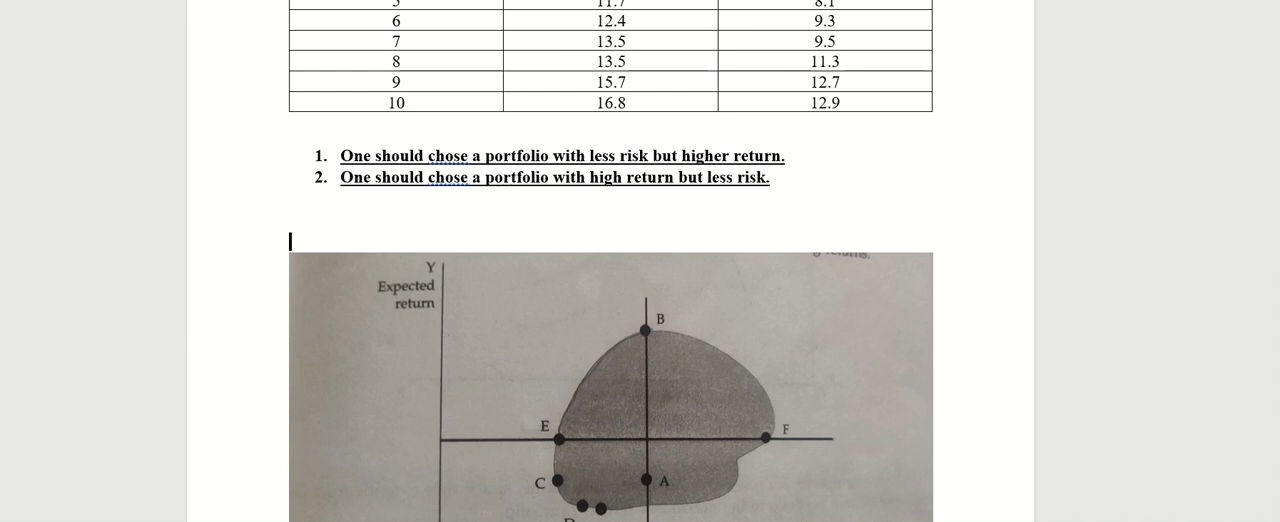 6 12.4 9.3
7 13.5 9.5
8 13.5 11.3
9 15.7 12.7
10 16.8 12.9
1. One should chose a portfolio with less risk but higher return.
2. One should chose a portfolio with high return but less risk.
Y
Expected
return
B
E
F
C
A